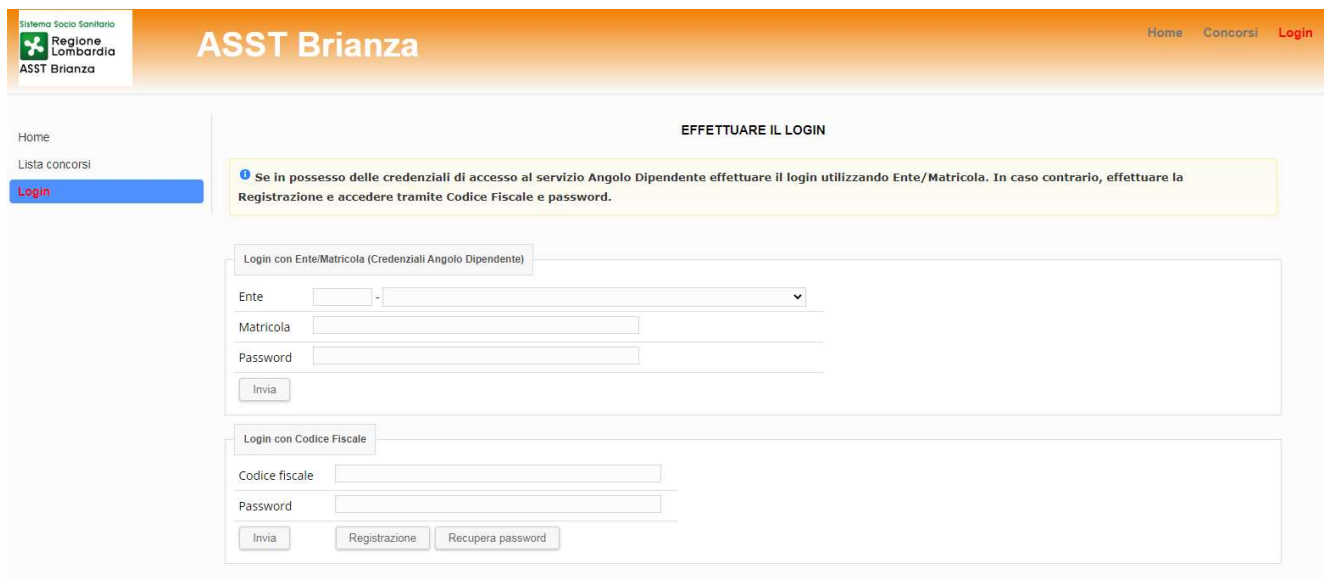 Sistema Socio Sanitario
Regione
Lombardia
ASST Brianza
ASST Brianza
Home Concorsi Login
Home
Lista concorsi
Login
EFFETTUARE IL LOGIN
Se in possesso delle credenziali di accesso al servizio Angolo Dipendente effettuare il login utilizzando Ente/Matricola. In caso contrario, effettuare la
Registrazione e accedere tramite Codice Fiscale e password.
Login con Ente/Matricola (Credenziali Angolo Dipendente)
Ente -
Matricola
Password
Invia
Login con Codice Fiscale
Codice fiscale
Password
Invia Registrazione Recupera password